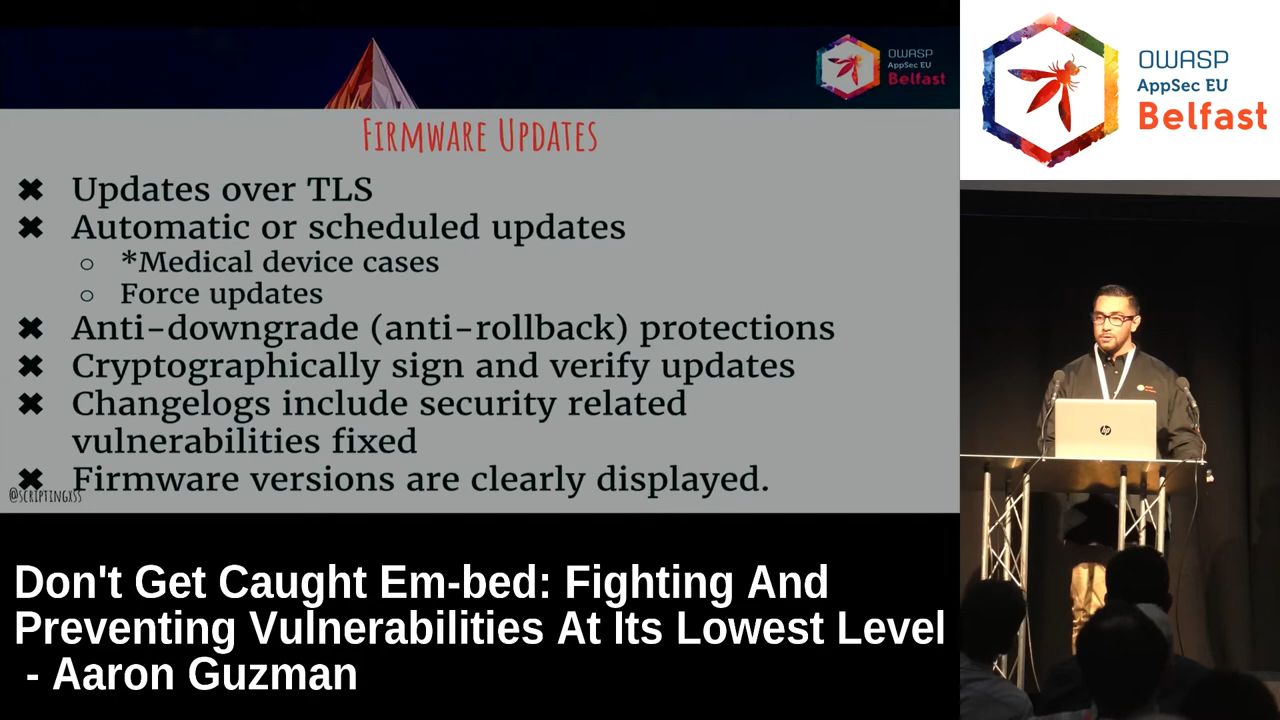 OWASP
AppSec EU
Belfast
Firmware Updates
✖ Updates over TLS
✖ Automatic or scheduled updates
○ *Medical device cases
○ Force updates
✖ Anti-downgrade (anti-rollback) protections
✖ Cryptographically sign and verify updates
✖ Changelogs include security related
vulnerabilities fixed
✖ Firmware versions are clearly displayed.
@scriptingxss
Don't Get Caught Em-bed: Fighting And
Preventing Vulnerabilities At Its Lowest Level
- Aaron Guzman
OWASP
AppSec EU
Belfast
hp